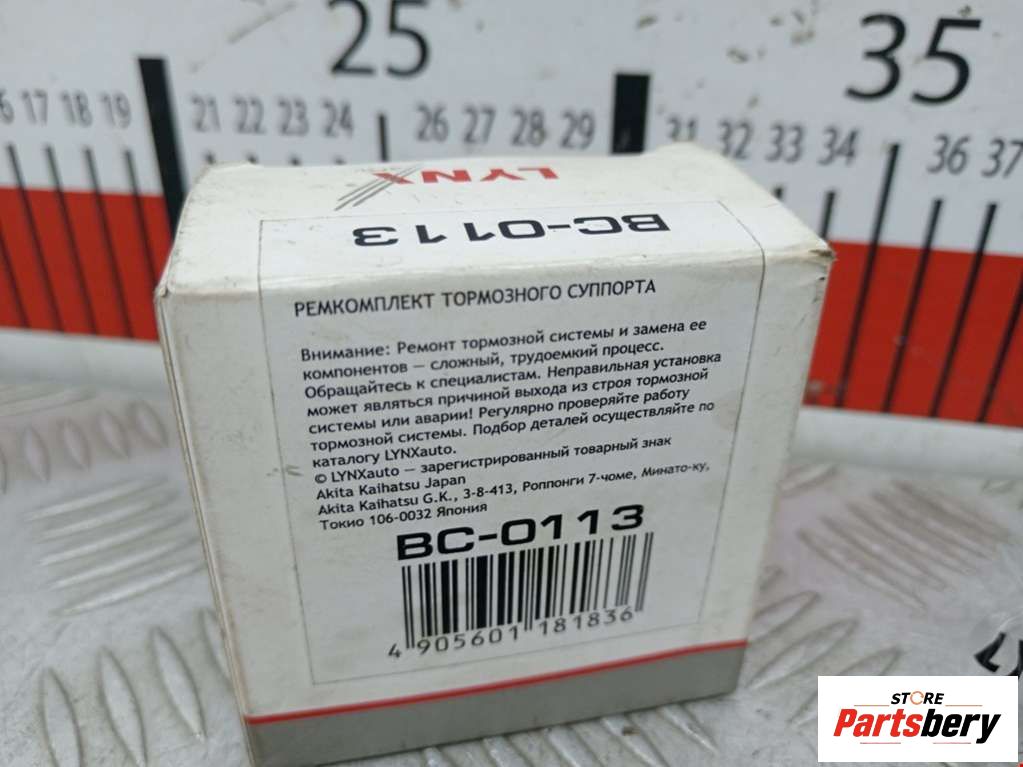 25
35
17 18 19 21 22 23 24 26 27 28 29 31 32 33 34 36 37
LYNX
BC-0113
РЕМКОМПЛЕКТ ТОРМОЗНОГО СУППОРТА
Внимание: Ремонт тормозной системы и замена ее
компонентов — сложный, трудоемкий процесс.
Обращайтесь к специалистам. Неправильная установка
может являться причиной выхода из строя тормозной
системы или аварии! Регулярно проверяйте работу
тормозной системы. Подбор деталей осуществляйте по
каталогу LYNXauto.
© LYNXauto — зарегистрированный товарный знак
Akita Kaihatsu Japan
Akita Kaihatsu G.K., 3-8-413, Роппонги 7-чоме, Минато-ку,
Токио 106-0032 Япония
BC-0113
4 905601 181836
STORE
Partsbery